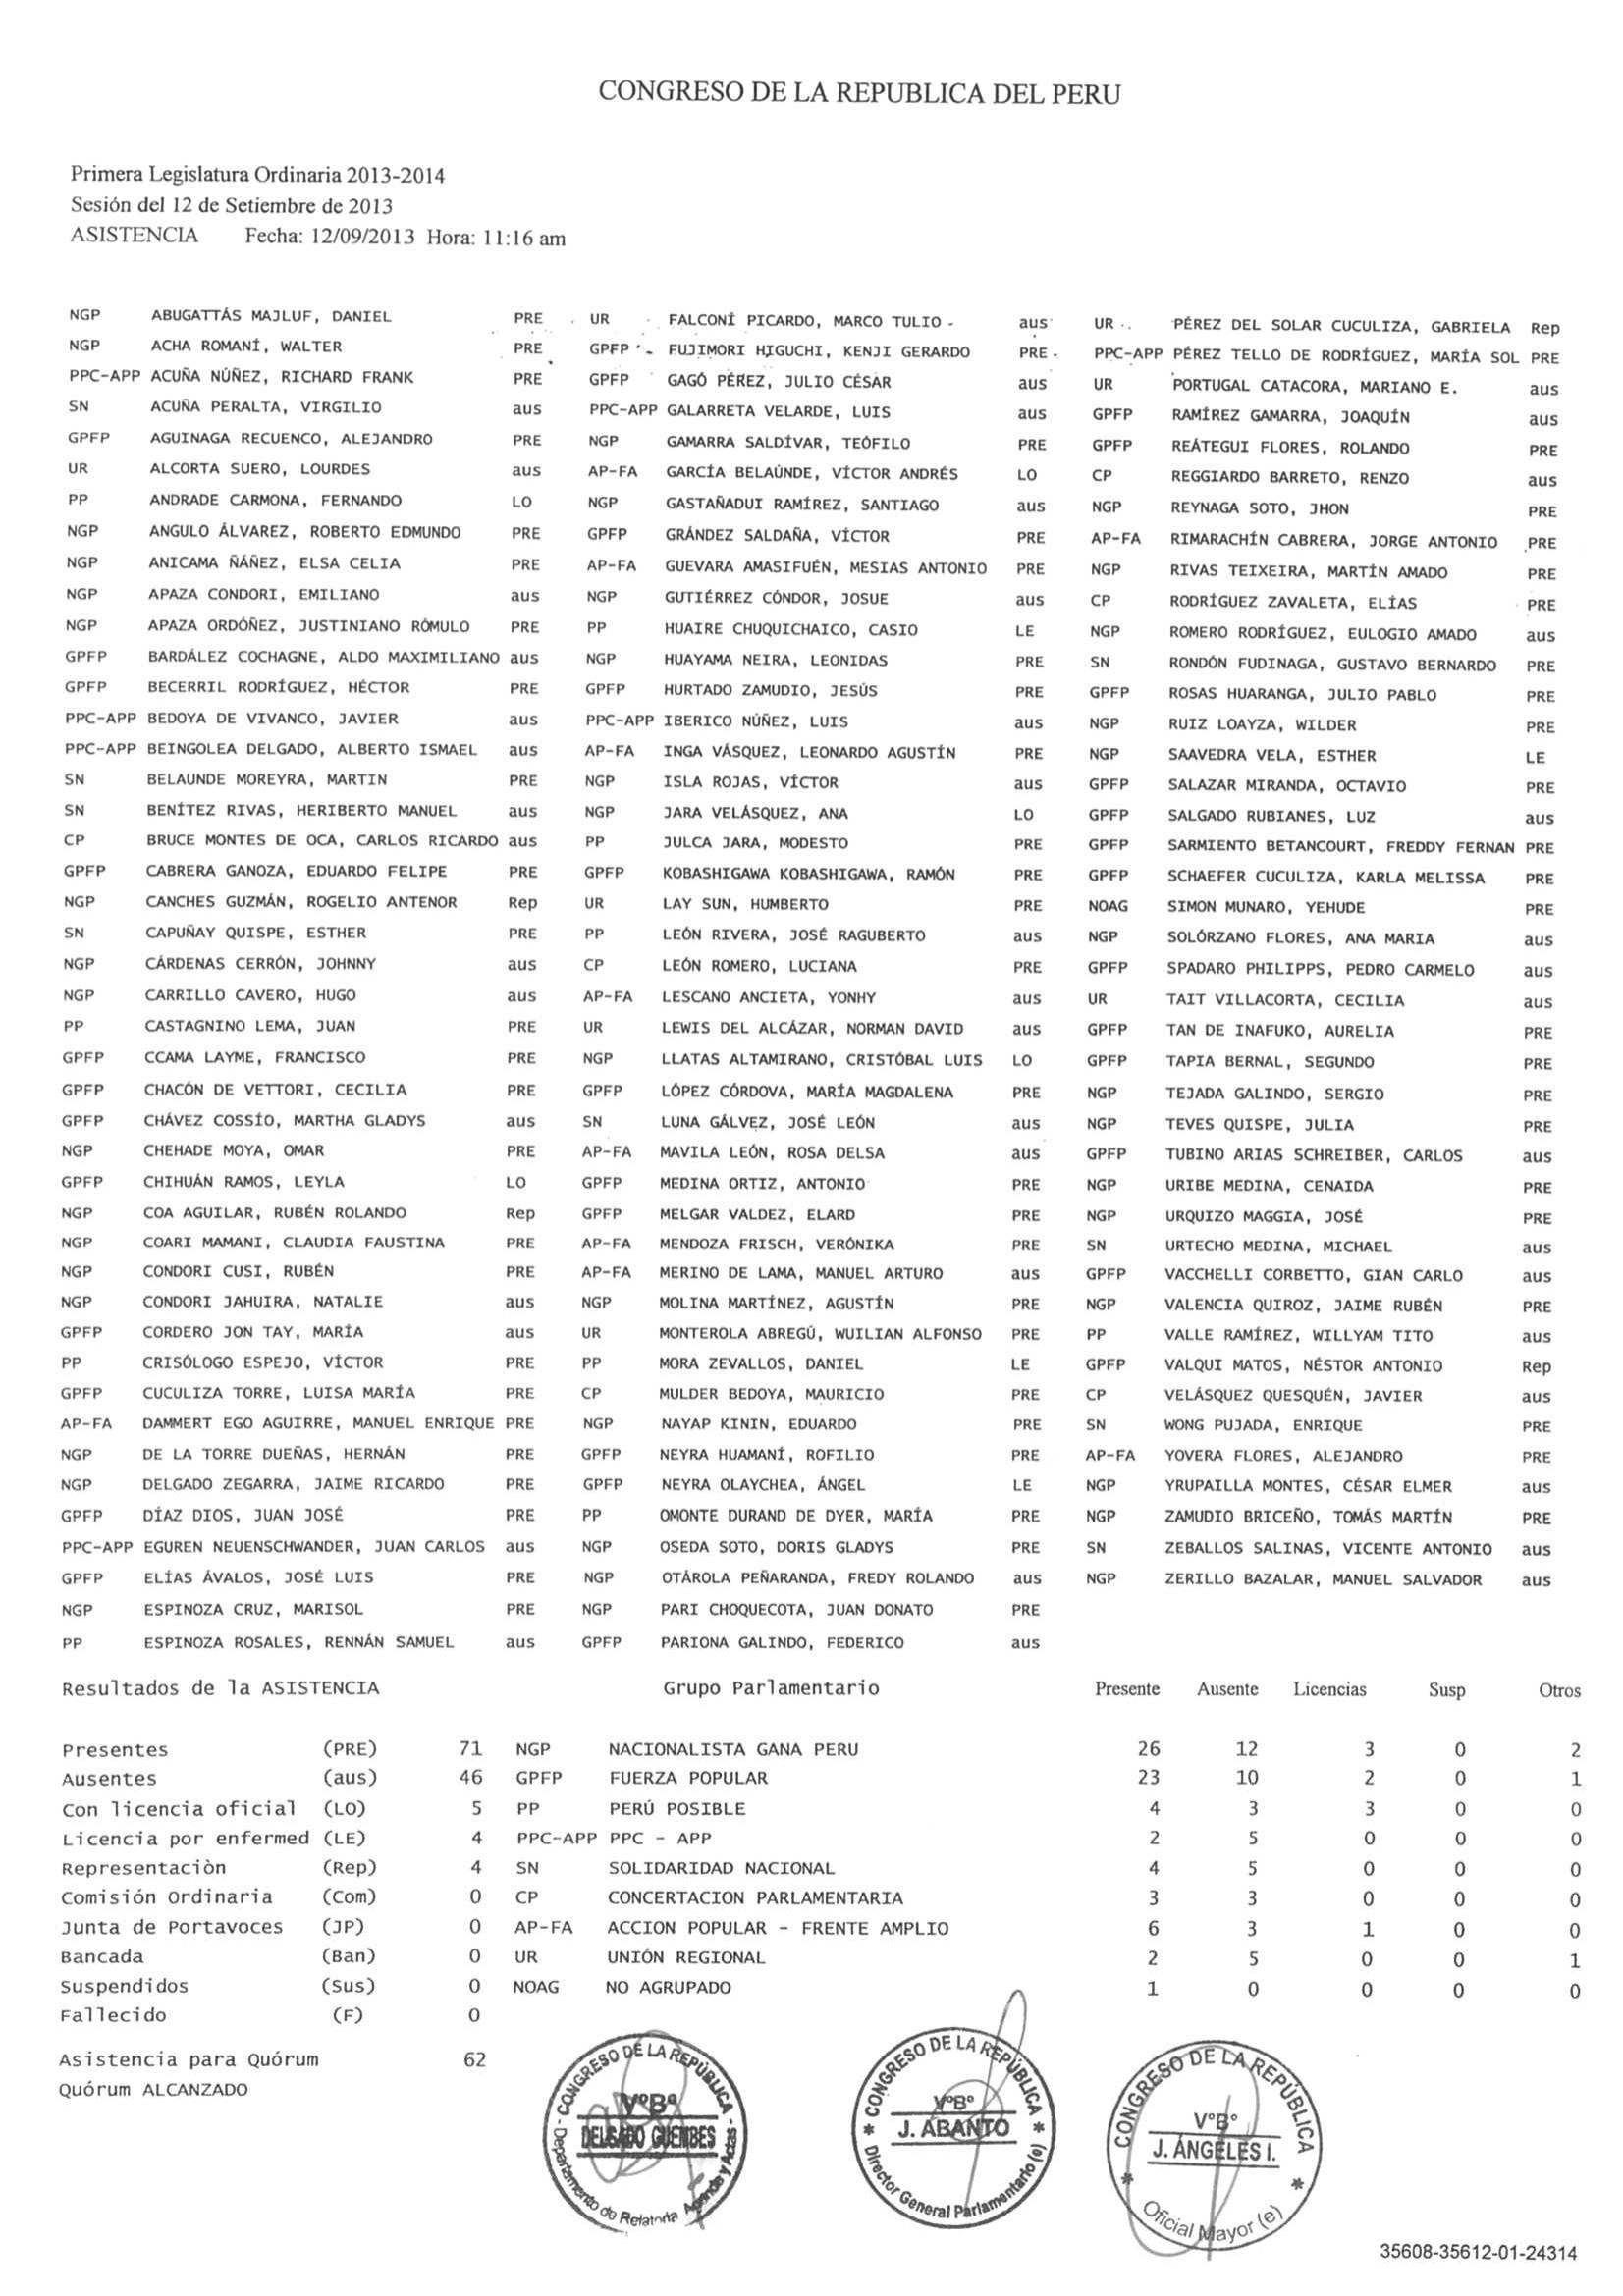 CONGRESO DE LA REPUBLICA DEL PERU
Primera Legislatura Ordinaria 2013-2014
Sesión del 12 de Setiembre de 2013
ASISTENCIA Fecha: 12/09/2013 Hora: 11:16 am
NGP ABUGATTÁS MAJLUF, DANIEL PRE UR FALCONÍ PICARDO, MARCO TULIO aus UR PÉREZ DEL SOLAR CUCULIZA, GABRIELA Rep
NGP ACHA ROMANÍ, WALTER PRE GPFP FUJIMORI HIGUCHI, KENJI GERARDO PRE PPC-APP PÉREZ TELLO DE RODRÍGUEZ, MARÍA SOL PRE
PPC-APP ACUÑA NÚÑEZ, RICHARD FRANK PRE GPFP GAGÓ PÉREZ, JULIO CÉSAR aus UR PORTUGAL CATACORA, MARIANO E. aus
SN ACUÑA PERALTA, VIRGILIO aus PPC-APP GALARRETA VELARDE, LUIS aus GPFP RAMÍREZ GAMARRA, JOAQUÍN aus
GPFP AGUINAGA RECUENCO, ALEJANDRO PRE NGP GAMARRA SALDÍVAR, TEÓFILO PRE GPFP REÁTEGUI FLORES, ROLANDO PRE
UR ALCORTA SUERO, LOURDES aus AP-FA GARCÍA BELAÚNDE, VÍCTOR ANDRÉS LO CP REGGIARDO BARRETO, RENZO aus
PP ANDRADE CARMONA, FERNANDO LO NGP GASTAÑADUI RAMÍREZ, SANTIAGO aus NGP REYNAGA SOTO, JHON PRE
NGP ANGULO ÁLVAREZ, ROBERTO EDMUNDO PRE GPFP GRÁNDEZ SALDAÑA, VÍCTOR PRE AP-FA RIMARACHÍN CABRERA, JORGE ANTONIO PRE
NGP ANICAMA ÑÁÑEZ, ELSA CELIA PRE AP-FA GUEVARA AMASIFUÉN, MESIAS ANTONIO PRE NGP RIVAS TEIXEIRA, MARTÍN AMADO PRE
NGP APAZA CONDORI, EMILIANO aus NGP GUTIÉRREZ CÓNDOR, JOSUE aus CP RODRÍGUEZ ZAVALETA, ELÍAS PRE
NGP APAZA ORDÓÑEZ, JUSTINIANO RÓMULO PRE PP HUAIRE CHUQUICHAICO, CASIO LE NGP ROMERO RODRÍGUEZ, EULOGIO AMADO aus
GPFP BARDÁLEZ COCHAGNE, ALDO MAXIMILIANO aus NGP HUAYAMA NEIRA, LEONIDAS PRE SN RONDÓN FUDINAGA, GUSTAVO BERNARDO PRE
GPFP BECERRIL RODRÍGUEZ, HÉCTOR PRE GPFP HURTADO ZAMUDIO, JESÚS PRE GPFP ROSAS HUARANGA, JULIO PABLO PRE
PPC-APP BEDOYA DE VIVANCO, JAVIER aus PPC-APP IBERICO NÚÑEZ, LUIS aus NGP RUIZ LOAYZA, WILDER PRE
PPC-APP BEINGOLEA DELGADO, ALBERTO ISMAEL aus AP-FA INGA VÁSQUEZ, LEONARDO AGUSTÍN PRE NGP SAAVEDRA VELA, ESTHER LE
SN BELAUNDE MOREYRA, MARTIN PRE NGP ISLA ROJAS, VÍCTOR aus GPFP SALAZAR MIRANDA, OCTAVIO PRE
SN BENÍTEZ RIVAS, HERIBERTO MANUEL aus NGP JARA VELÁSQUEZ, ANA LO GPFP SALGADO RUBIANES, LUZ aus
CP BRUCE MONTES DE OCA, CARLOS RICARDO aus PP JULCA JARA, MODESTO PRE GPFP SARMIENTO BETANCOURT, FREDDY FERNAN PRE
GPFP CABRERA GANOZA, EDUARDO FELIPE PRE GPFP KOBASHIGAWA KOBASHIGAWA, RAMÓN PRE GPFP SCHAEFER CUCULIZA, KARLA MELISSA PRE
NGP CANCHES GUZMÁN, ROGELIO ANTENOR Rep UR LAY SUN, HUMBERTO PRE NOAG SIMON MUNARO, YEHUDE PRE
SN CAPUÑAY QUISPE, ESTHER PRE PP LEÓN RIVERA, JOSÉ RAGUBERTO aus NGP SOLÓRZANO FLORES, ANA MARIA aus
NGP CÁRDENAS CERRÓN, JOHNNY aus CP LEÓN ROMERO, LUCIANA PRE GPFP SPADARO PHILIPPS, PEDRO CARMELO aus
NGP CARRILLO CAVERO, HUGO aus AP-FA LESCANO ANCIETA, YONHY aus UR TAIT VILLACORTA, CECILIA aus
PP CASTAGNINO LEMA, JUAN PRE UR LEWIS DEL ALCÁZAR, NORMAN DAVID aus GPFP TAN DE INAFUKO, AURELIA PRE
GPFP CCAMA LAYME, FRANCISCO PRE NGP LLATAS ALTAMIRANO, CRISTÓBAL LUIS LO GPFP TAPIA BERNAL, SEGUNDO PRE
GPFP CHACÓN DE VETTORI, CECILIA PRE GPFP LÓPEZ CÓRDOVA, MARÍA MAGDALENA PRE NGP TEJADA GALINDO, SERGIO PRE
GPFP CHÁVEZ COSSÍO, MARTHA GLADYS aus SN LUNA GÁLVEZ, JOSÉ LEÓN aus NGP TEVES QUISPE, JULIA PRE
NGP CHEHADE MOYA, OMAR PRE AP-FA MAVILA LEÓN, ROSA DELSA aus GPFP TUBINO ARIAS SCHREIBER, CARLOS aus
GPFP CHIHUÁN RAMOS, LEYLA LO GPFP MEDINA ORTIZ, ANTONIO PRE NGP URIBE MEDINA, CENAIDA PRE
NGP COA AGUILAR, RUBÉN ROLANDO Rep GPFP MELGAR VALDEZ, ELARD PRE NGP URQUIZO MAGGIA, JOSÉ PRE
NGP COARI MAMANI, CLAUDIA FAUSTINA PRE AP-FA MENDOZA FRISCH, VERÓNIKA PRE SN URTECHO MEDINA, MICHAEL aus
NGP CONDORI CUSI, RUBÉN PRE AP-FA MERINO DE LAMA, MANUEL ARTURO aus GPFP VACCHELLI CORBETTO, GIAN CARLO aus
NGP CONDORI JAHUIRA, NATALIE aus NGP MOLINA MARTÍNEZ, AGUSTÍN PRE NGP VALENCIA QUIROZ, JAIME RUBÉN PRE
GPFP CORDERO JON TAY, MARÍA aus UR MONTEROLA ABREGÚ, WUILIAN ALFONSO PRE PP VALLE RAMÍREZ, WILLYAM TITO aus
PP CRISÓLOGO ESPEJO, VÍCTOR PRE PP MORA ZEVALLOS, DANIEL LE GPFP VALQUI MATOS, NÉSTOR ANTONIO Rep
GPFP CUCULIZA TORRE, LUISA MARÍA PRE CP MULDER BEDOYA, MAURICIO PRE CP VELÁSQUEZ QUESQUÉN, JAVIER aus
AP-FA DAMMERT EGO AGUIRRE, MANUEL ENRIQUE PRE NGP NAYAP KININ, EDUARDO PRE SN WONG PUJADA, ENRIQUE PRE
NGP DE LA TORRE DUEÑAS, HERNÁN PRE GPFP NEYRA HUAMANÍ, ROFILIO PRE AP-FA YOVERA FLORES, ALEJANDRO PRE
NGP DELGADO ZEGARRA, JAIME RICARDO PRE GPFP NEYRA OLAYCHEA, ÁNGEL LE NGP YRUPAILLA MONTES, CÉSAR ELMER aus
GPFP DÍAZ DIOS, JUAN JOSÉ PRE PP OMONTE DURAND DE DYER, MARÍA PRE NGP ZAMUDIO BRICEÑO, TOMÁS MARTÍN PRE
PPC-APP EGUREN NEUENSCHWANDER, JUAN CARLOS aus NGP OSEDA SOTO, DORIS GLADYS PRE SN ZEBALLOS SALINAS, VICENTE ANTONIO aus
GPFP ELÍAS ÁVALOS, JOSÉ LUIS PRE NGP OTÁROLA PEÑARANDA, FREDY ROLANDO aus NGP ZERILLO BAZALAR, MANUEL SALVADOR aus
NGP ESPINOZA CRUZ, MARISOL PRE NGP PARI CHOQUECOTA, JUAN DONATO PRE
PP ESPINOZA ROSALES, RENNÁN SAMUEL aus GPFP PARIONA GALINDO, FEDERICO aus
Resultados de la ASISTENCIA Grupo Parlamentario Presente Ausente Licencias Susp Otros
Presentes (PRE) 71 NGP NACIONALISTA GANA PERU 26 12 3 0 2
Ausentes (aus) 46 GPFP FUERZA POPULAR 23 10 2 0 1
Con licencia oficial (LO) 5 PP PERÚ POSIBLE 4 3 3 0 0
Licencia por enfermed (LE) 4 PPC-APP PPC - APP 2 5 0 0 0
Representaciòn (Rep) 4 SN SOLIDARIDAD NACIONAL 4 5 0 0 0
Comisión Ordinaria (Com) 0 CP CONCERTACION PARLAMENTARIA 3 3 0 0 0
Junta de Portavoces (JP) 0 AP-FA ACCION POPULAR - FRENTE AMPLIO 6 3 1 0 0
Bancada (Ban) 0 UR UNIÓN REGIONAL 2 5 0 0 1
Suspendidos (Sus) 0 NOAG NO AGRUPADO 1 0 0 0 0
Fallecido (F) 0
Asistencia para Quórum 62
Quórum ALCANZADO
CONGRESO DE LA REPÚBLICA
VºBº
DELGADO GUEMBES
Departamento de Relatoría Agenda y Actas
CONGRESO DE LA REPÚBLICA
VºBº
J. ABANTO
Director General Parlamentario (e)
CONGRESO DE LA REPÚBLICA
VºBº
J. ÁNGELES I.
Oficial Mayor (e)
35608-35612-01-24314